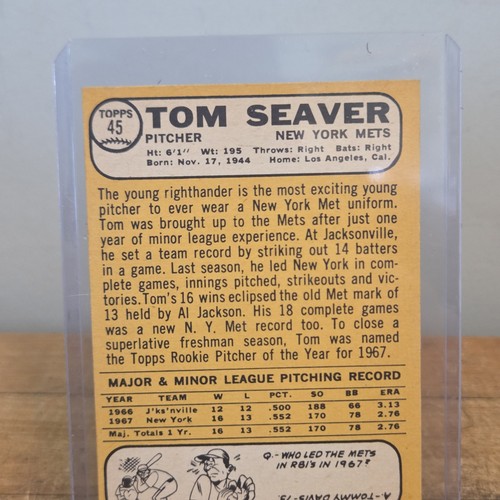 TOPPS
45
TOM SEAVER
PITCHER NEW YORK METS
Ht: 6'1" Wt: 195 Throws: Right Bats: Right
Born: Nov. 17, 1944 Home: Los Angeles, Cal.
The young righthander is the most exciting young
pitcher to ever wear a New York Met uniform.
Tom was brought up to the Mets after just one
year of minor league experience. At Jacksonville,
he set a team record by striking out 14 batters
in a game. Last season, he led New York in com-
plete games, innings pitched, strikeouts and vic-
tories. Tom's 16 wins eclipsed the old Met mark of
13 held by Al Jackson. His 18 complete games
was a new N. Y. Met record too. To close a
superlative freshman season, Tom was named
the Topps Rookie Pitcher of the Year for 1967.
MAJOR & MINOR LEAGUE PITCHING RECORD
YEAR TEAM W L PCT. SO BB ERA
1966 J'ks'nville 12 12 .500 188 66 3.13
1967 New York 16 13 .552 170 78 2.76
Maj. Totals 1 Yr. 16 13 .552 170 78 2.76
Q.-WHO LED THE METS
IN RBI'S IN 1967?
A.-TOMMY DAVIS-73.